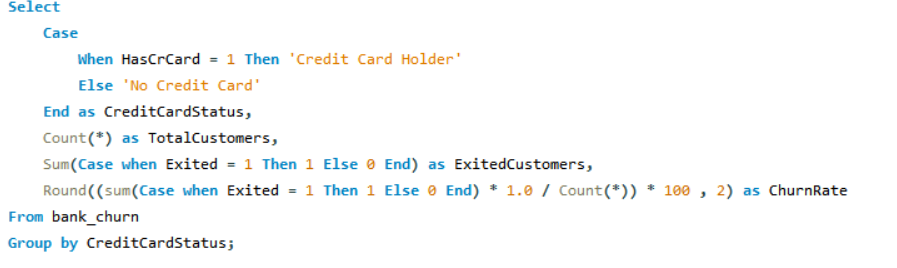 Select
Case
When HasCrCard = 1 Then 'Credit Card Holder'
Else 'No Credit Card'
End as CreditCardStatus,
Count(*) as TotalCustomers,
Sum(Case when Exited = 1 Then 1 Else 0 End) as ExitedCustomers,
Round((sum(Case when Exited = 1 Then 1 Else 0 End) * 1.0 / Count(*)) * 100 , 2) as ChurnRate
From bank_churn
Group by CreditCardStatus;